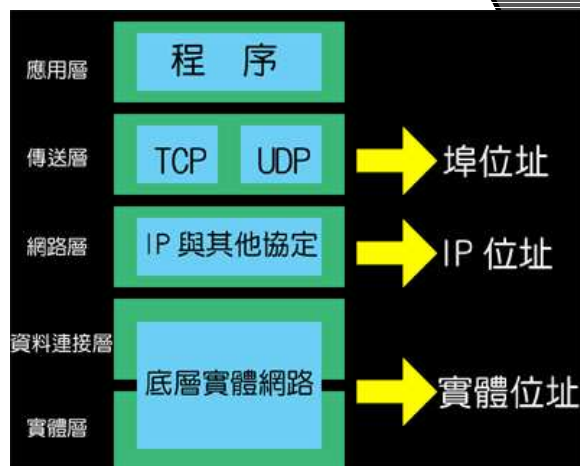 應用層 程 序
傳送層 TCP UDP 埠位址
網路層 IP 與其他協定 IP 位址
資料連接層
底層實體網路 實體位址
實體層